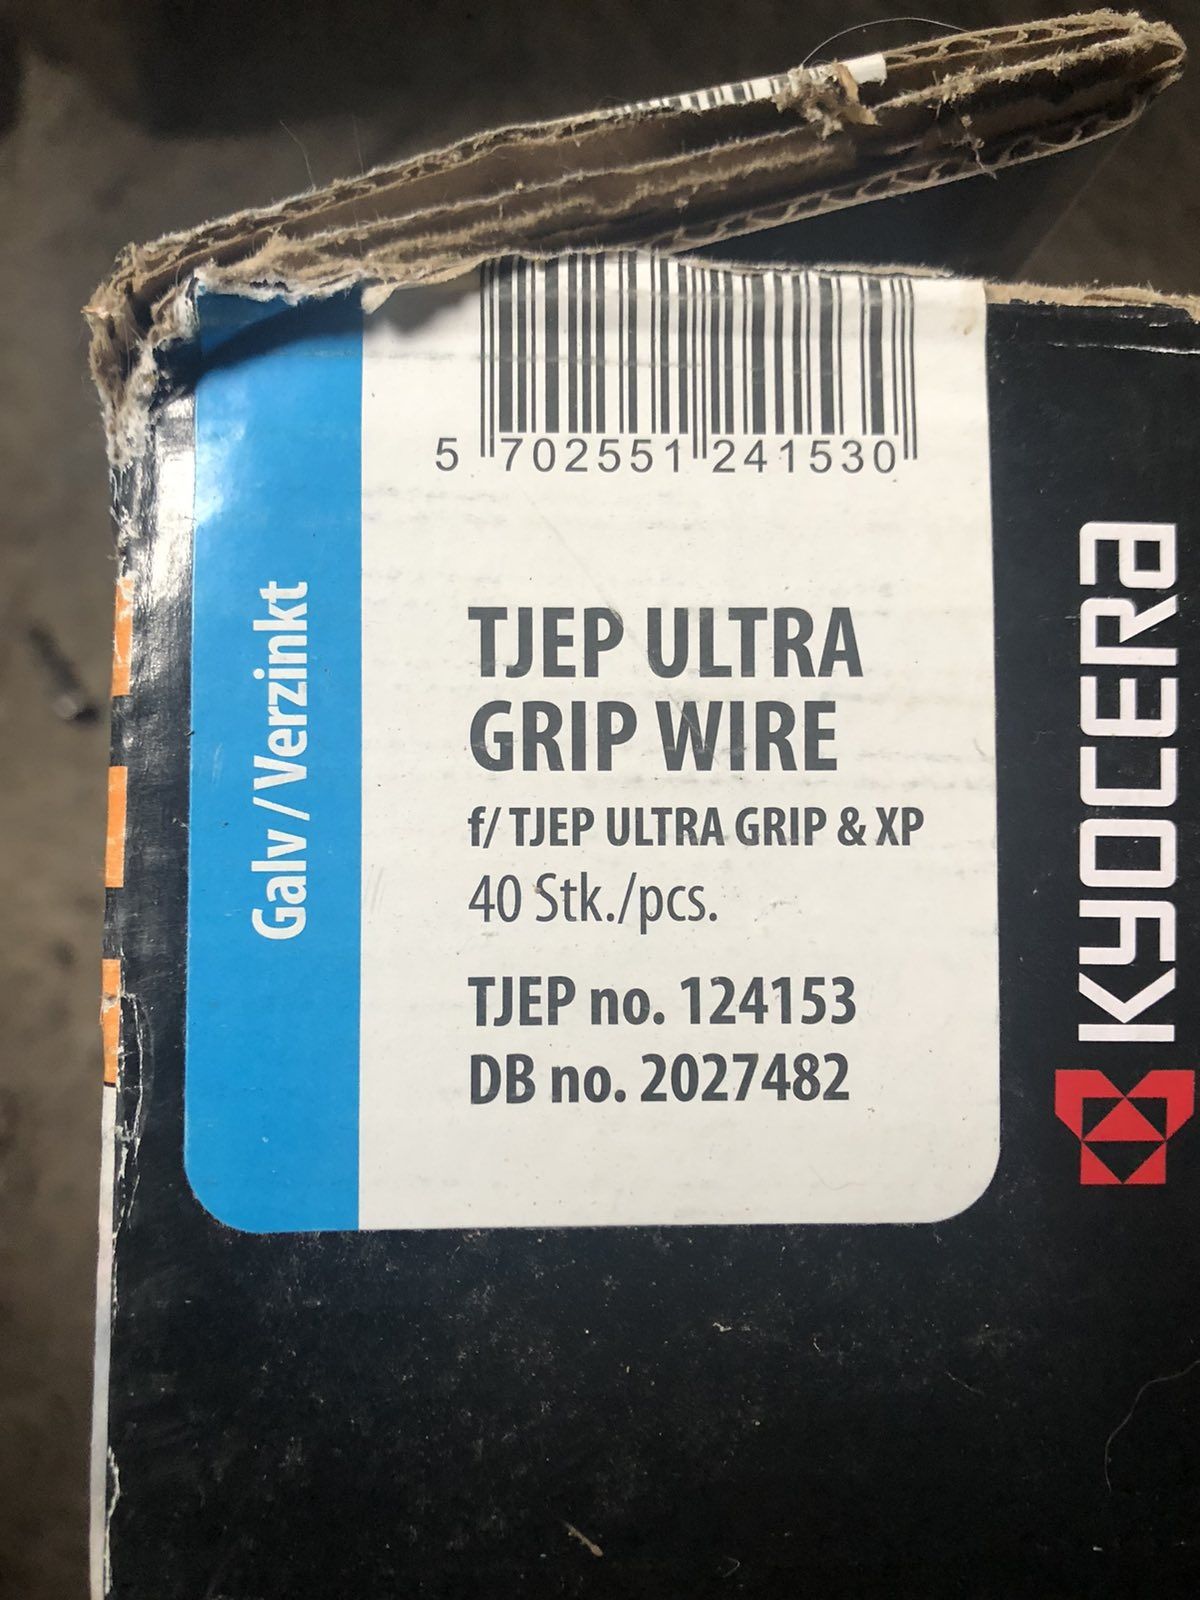 5 702551 241530
Galv / Verzinkt
TJEP ULTRA
GRIP WIRE
f/ TJEP ULTRA GRIP & XP
40 Stk./pcs.
TJEP no. 124153
DB no. 2027482
KYOCERA